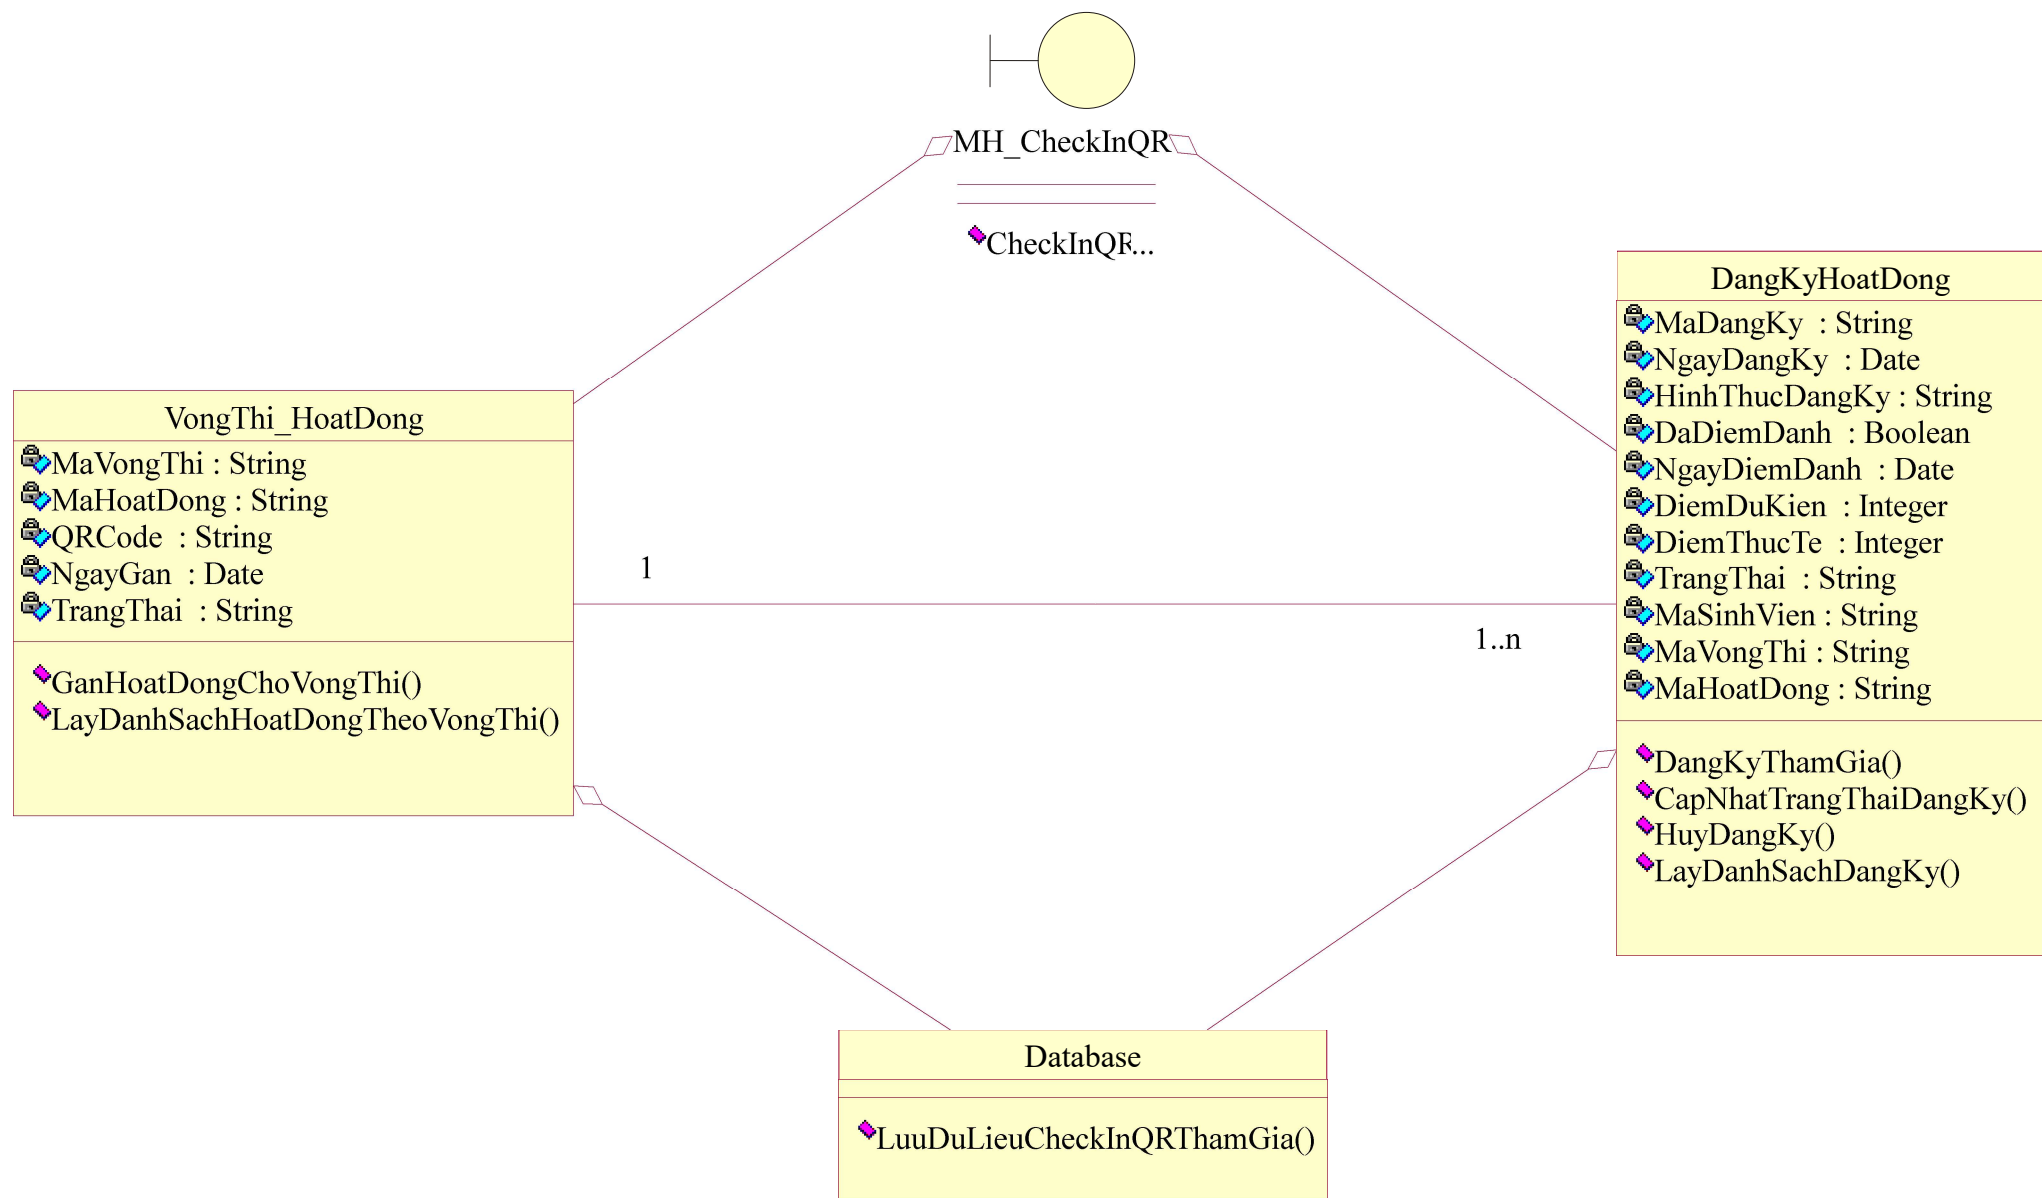 MH_CheckInQR
CheckInQR...
VongThi_HoatDong
MaVongThi : String
MaHoatDong : String
QRCode : String
NgayGan : Date
TrangThai : String
GanHoatDongChoVongThi()
LayDanhSachHoatDongTheoVongThi()
1
1..n
DangKyHoatDong
MaDangKy : String
NgayDangKy : Date
HinhThucDangKy : String
DaDiemDanh : Boolean
NgayDiemDanh : Date
DiemDuKien : Integer
DiemThucTe : Integer
TrangThai : String
MaSinhVien : String
MaVongThi : String
MaHoatDong : String
DangKyThamGia()
CapNhatTrangThaiDangKy()
HuyDangKy()
LayDanhSachDangKy()
Database
LuuDuLieuCheckInQRThamGia()